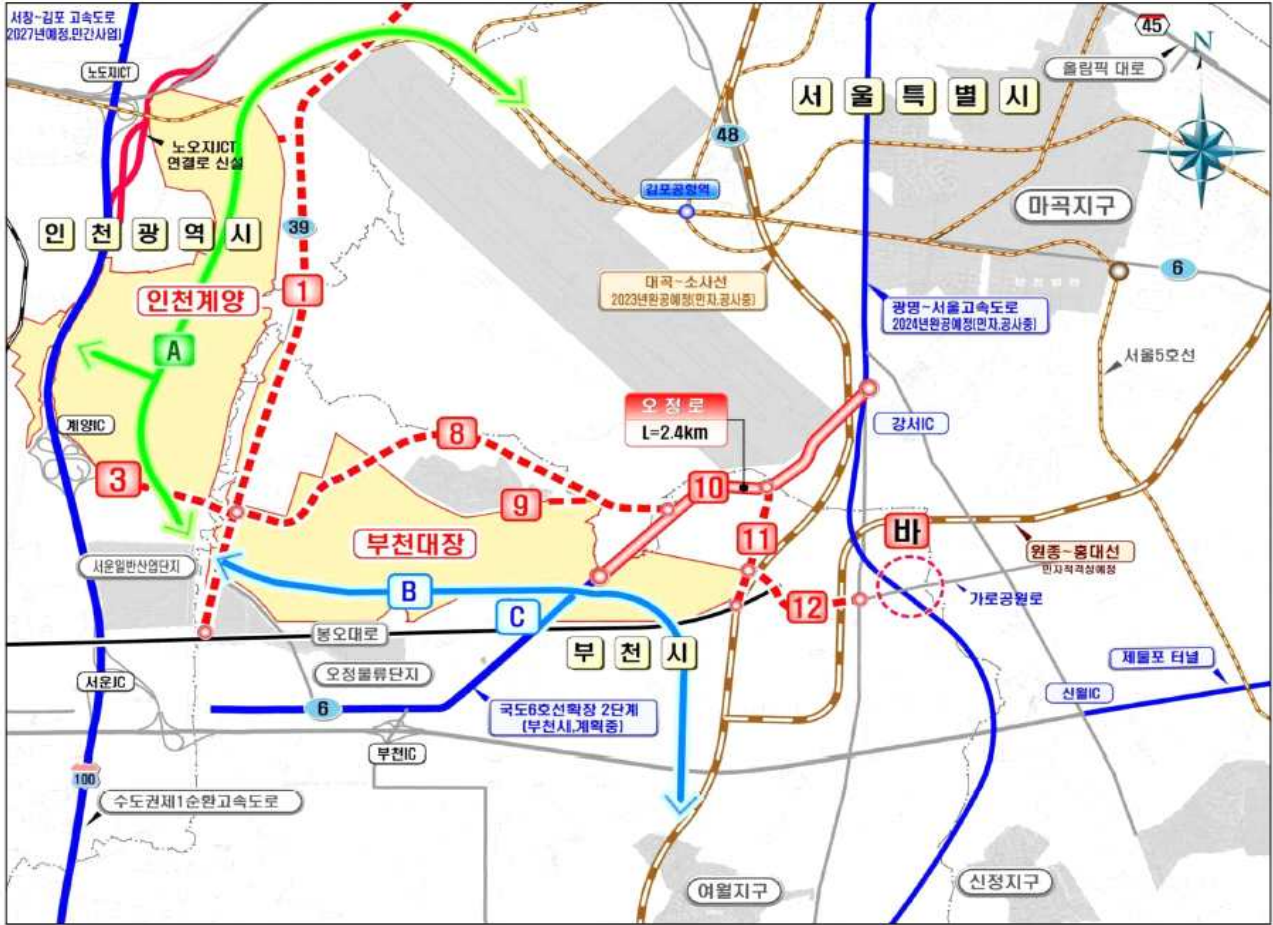 서창~김포 고속도로
2027년예정,민간사업]
45
N
노도지JCT
올림픽 대로
서울특별시
노오지JCT
연결로 신설
48
김포공항역
마곡지구
인천광역시
39
6
인천계양
1
대곡~소사선
2023년완공예정(민자,공사중)
광명~서울고속도로
2024년완공예정(민자,공사중)
A
서울5호선
오정로
L=2.4km
계양IC
강서IC
8
3
10
9
바
부천대장
11
원종~홍대선
민자적격성예정
서운일반산업단지
B
가로공원로
C
12
봉오대로
부천시
오정물류단지
제물포 터널
서운JC
신월IC
6
국도6호선확장 2단계
(부천시,계획중)
부천IC
100
수도권제1순환고속도로
여월지구
신정지구